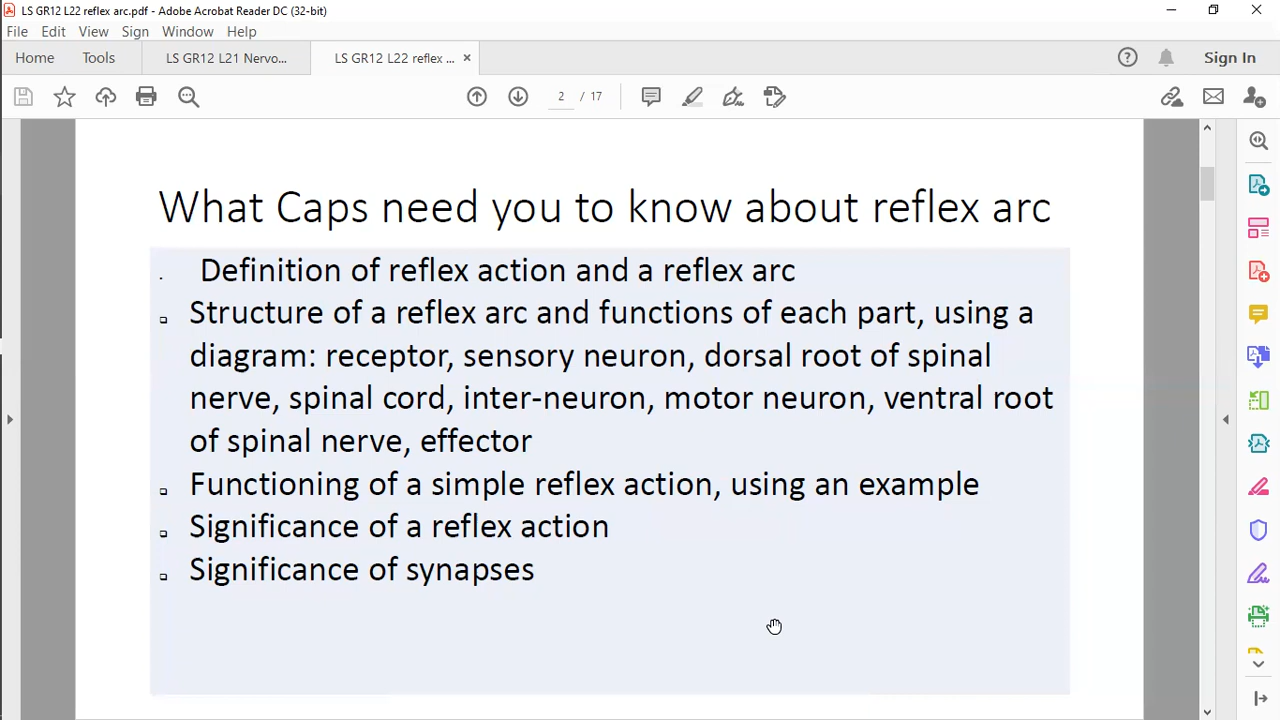 LS GR12 L22 reflex arc.pdf - Adobe Acrobat Reader DC (32-bit)
File Edit View Sign Window Help
Home Tools LS GR12 L21 Nervo... LS GR12 L22 reflex ... × Sign In
2 / 17
What Caps need you to know about reflex arc
Definition of reflex action and a reflex arc
Structure of a reflex arc and functions of each part, using a
diagram: receptor, sensory neuron, dorsal root of spinal
nerve, spinal cord, inter-neuron, motor neuron, ventral root
of spinal nerve, effector
Functioning of a simple reflex action, using an example
Significance of a reflex action
Significance of synapses